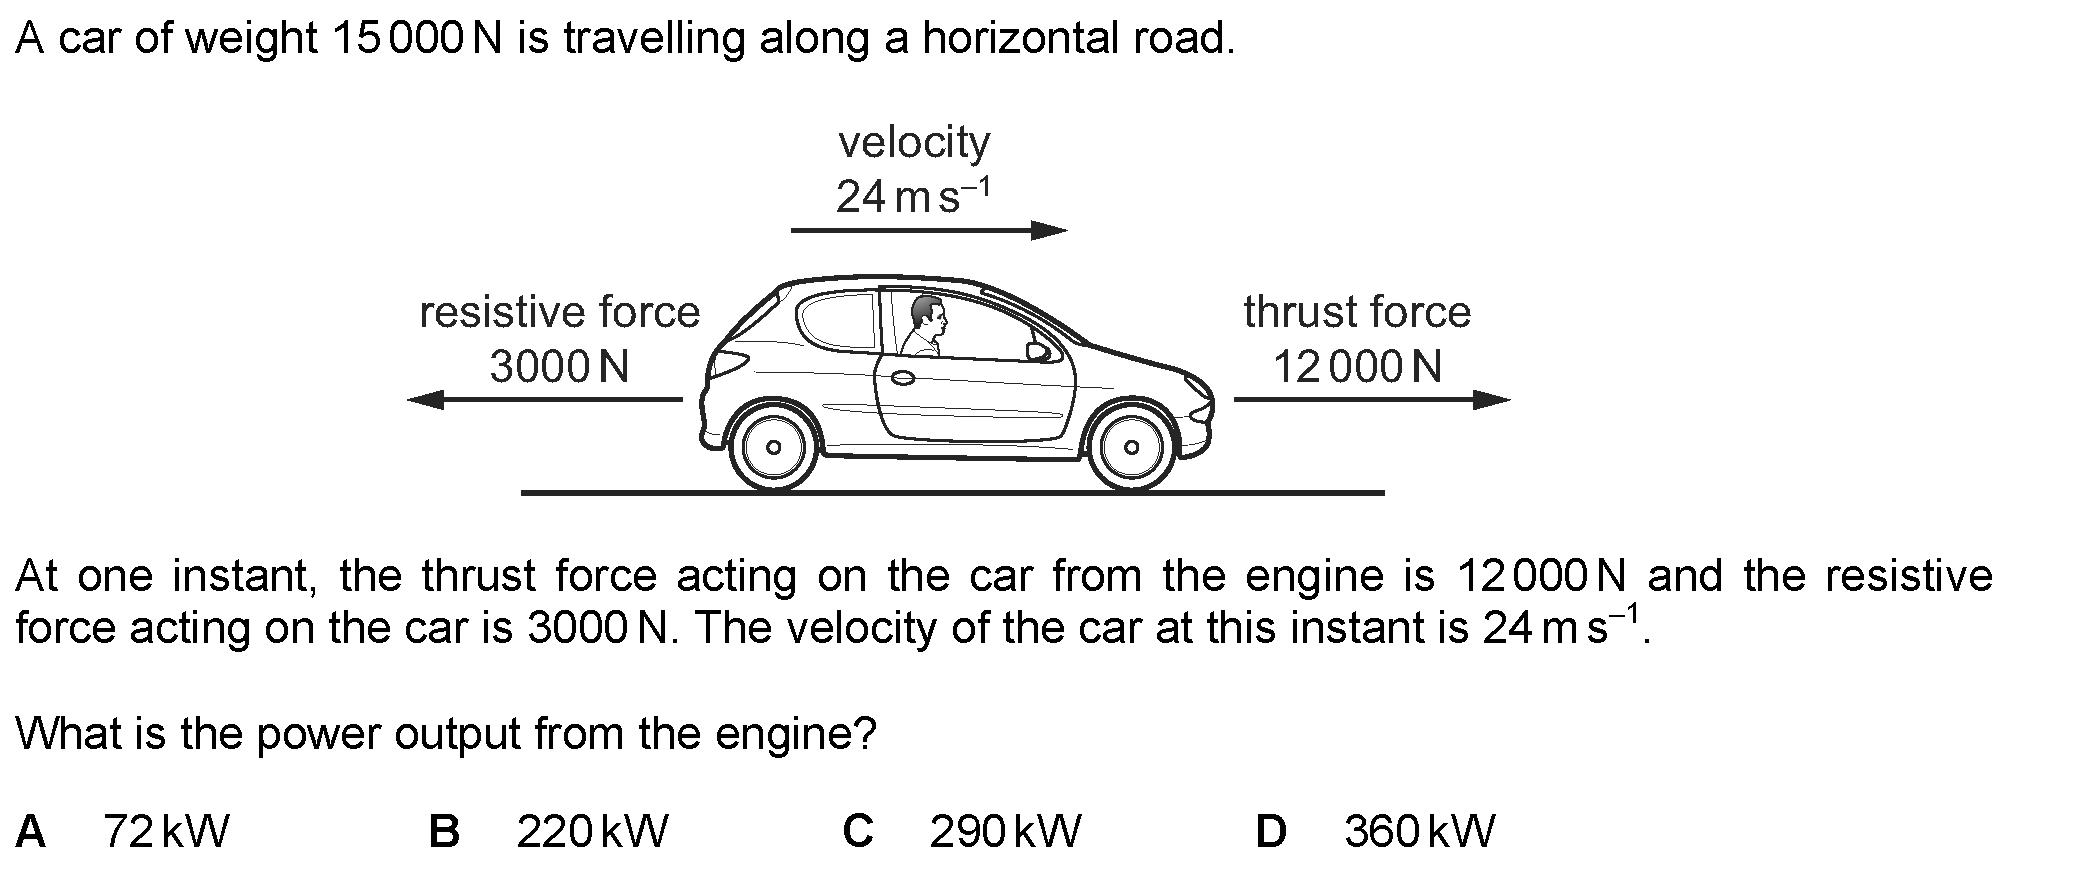 A car of weight 15 000 N is travelling along a horizontal road.
velocity
24 m s⁻¹
resistive force
3000 N
thrust force
12 000 N
At one instant, the thrust force acting on the car from the engine is 12 000 N and the resistive
force acting on the car is 3000 N. The velocity of the car at this instant is 24 m s⁻¹.
What is the power output from the engine?
A 72 kW B 220 kW C 290 kW D 360 kW